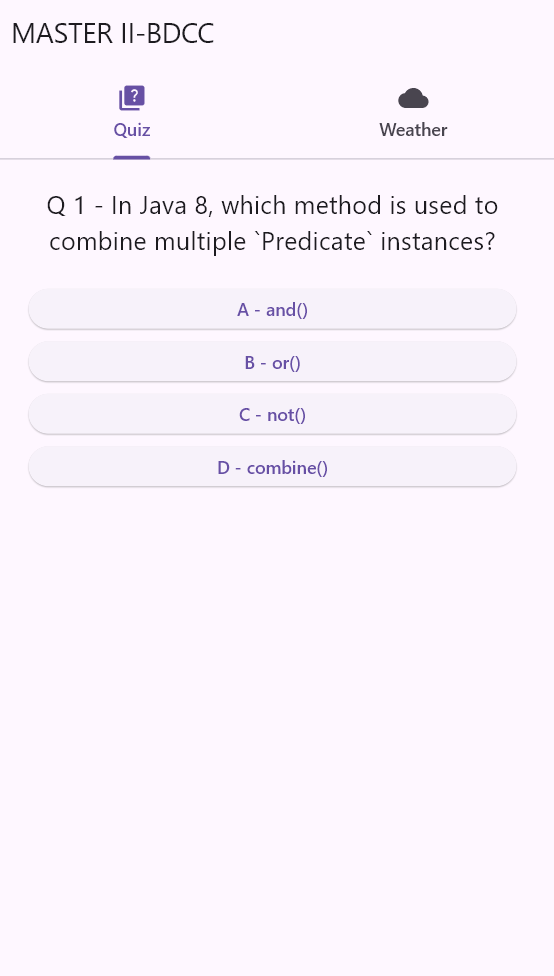 MASTER II-BDCC
Quiz
Weather
Q 1 - In Java 8, which method is used to
combine multiple `Predicate` instances?
A - and()
B - or()
C - not()
D - combine()